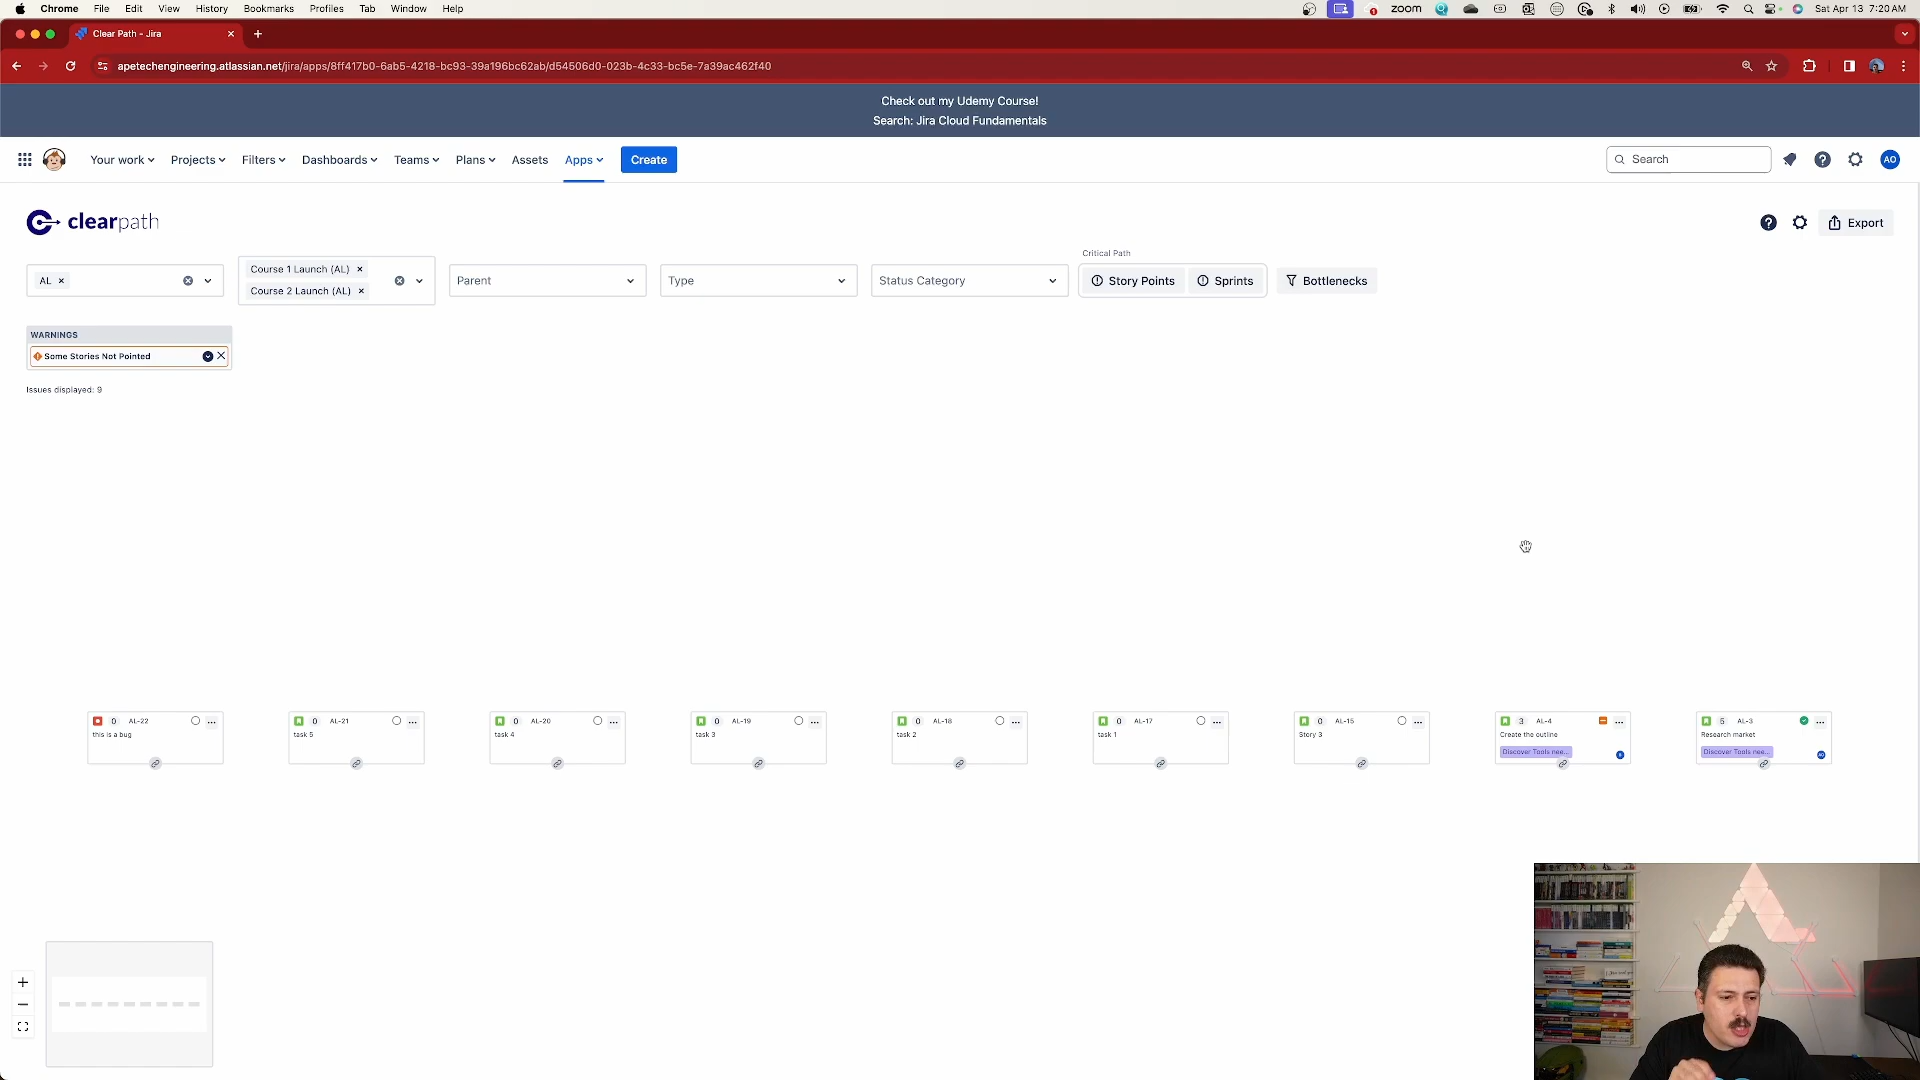 Chrome File Edit View History Bookmarks Profiles Tab Window Help
zoom
Sat Apr 13 7:20 AM
Clear Path - Jira
apetechengineering.atlassian.net/jira/apps/8ff417b0-6ab5-4218-bc93-39a196bc62ab/d54506d0-023b-4c33-bc5e-7a39ac462f40
Check out my Udemy Course!
Search: Jira Cloud Fundamentals
Your work Projects Filters Dashboards Teams Plans Assets Apps Create
Search
AO
clearpath
Export
Critical Path
AL
Course 1 Launch (AL)
Course 2 Launch (AL)
Parent
Type
Status Category
Story Points
Sprints
Bottlenecks
WARNINGS
Some Stories Not Pointed
Issues displayed: 9
0 AL-22
this is a bug
0 AL-21
task 5
0 AL-20
task 4
0 AL-19
task 3
0 AL-18
task 2
0 AL-17
task 1
0 AL-15
Story 3
3 AL-4
Create the outline
Discover Tools nee...
5 AL-3
Research market
Discover Tools nee...